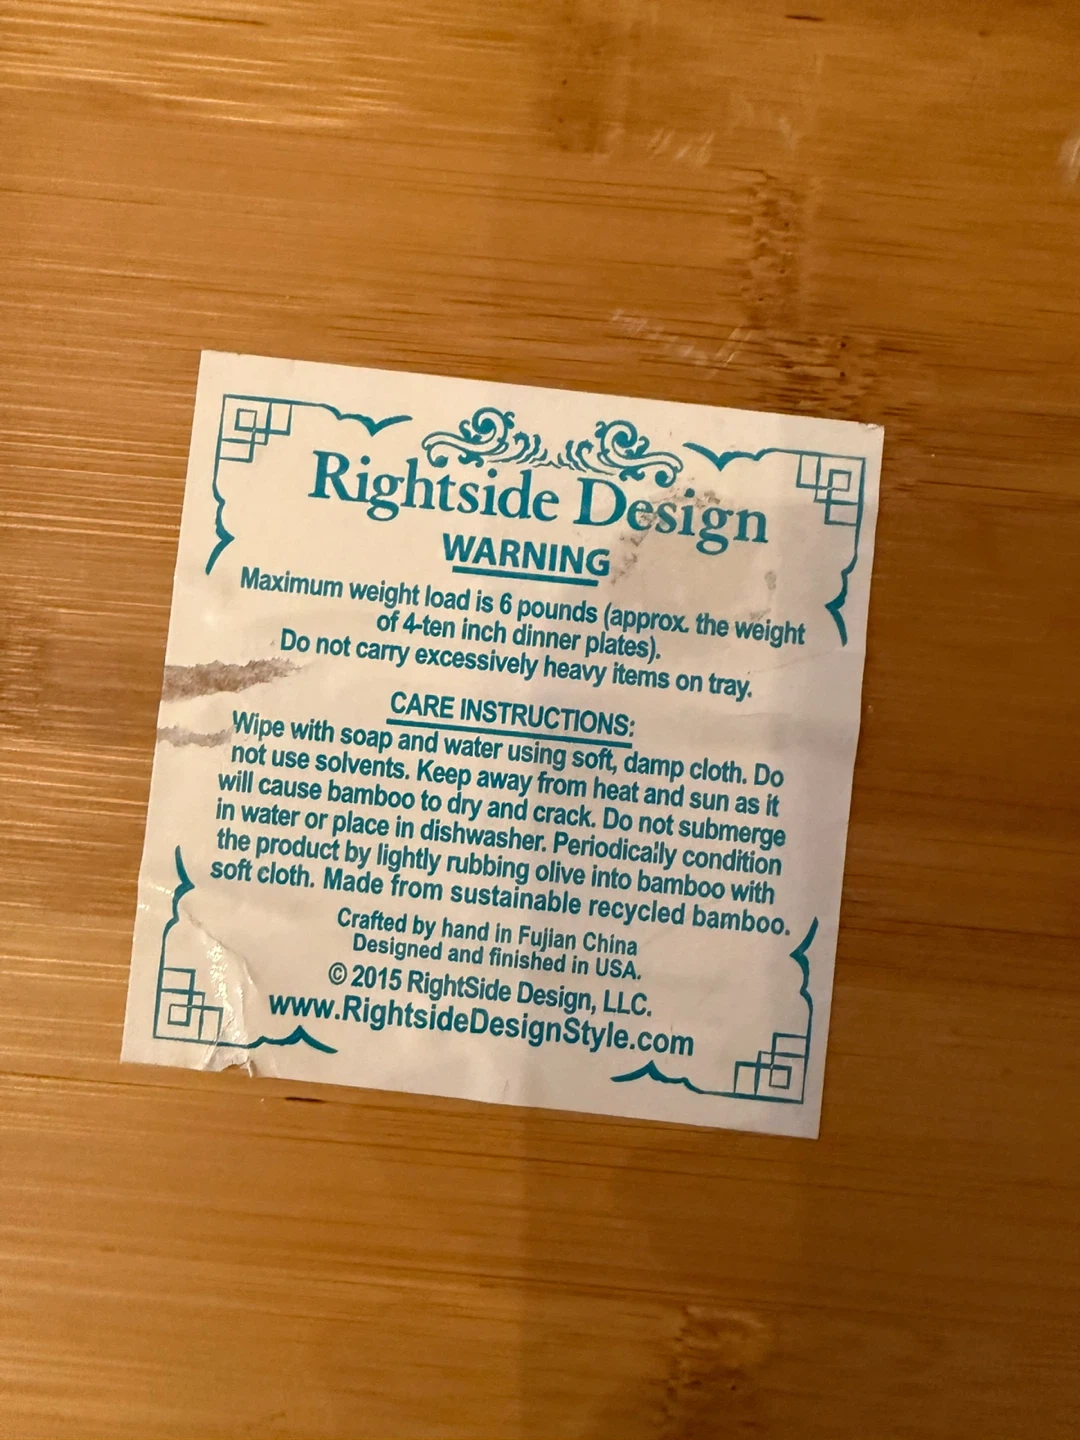 Rightside Design
WARNING
Maximum weight load is 6 pounds (approx. the weight
of 4-ten inch dinner plates).
Do not carry excessively heavy items on tray.
CARE INSTRUCTIONS:
Wipe with soap and water using soft, damp cloth. Do
not use solvents. Keep away from heat and sun as it
will cause bamboo to dry and crack. Do not submerge
in water or place in dishwasher. Periodically condition
the product by lightly rubbing olive into bamboo with
soft cloth. Made from sustainable recycled bamboo.
Crafted by hand in Fujian China
Designed and finished in USA.
© 2015 RightSide Design, LLC.
www.RightsideDesignStyle.com